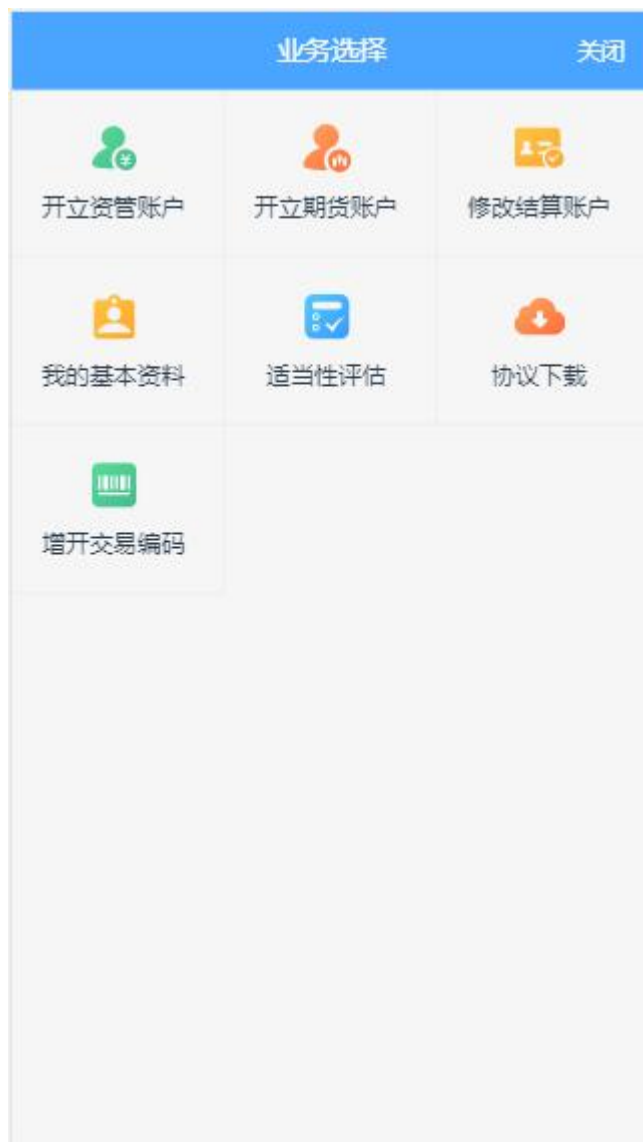 业务选择 关闭
开立资管账户 开立期货账户 修改结算账户
我的基本资料 适当性评估 协议下载
增开交易编码